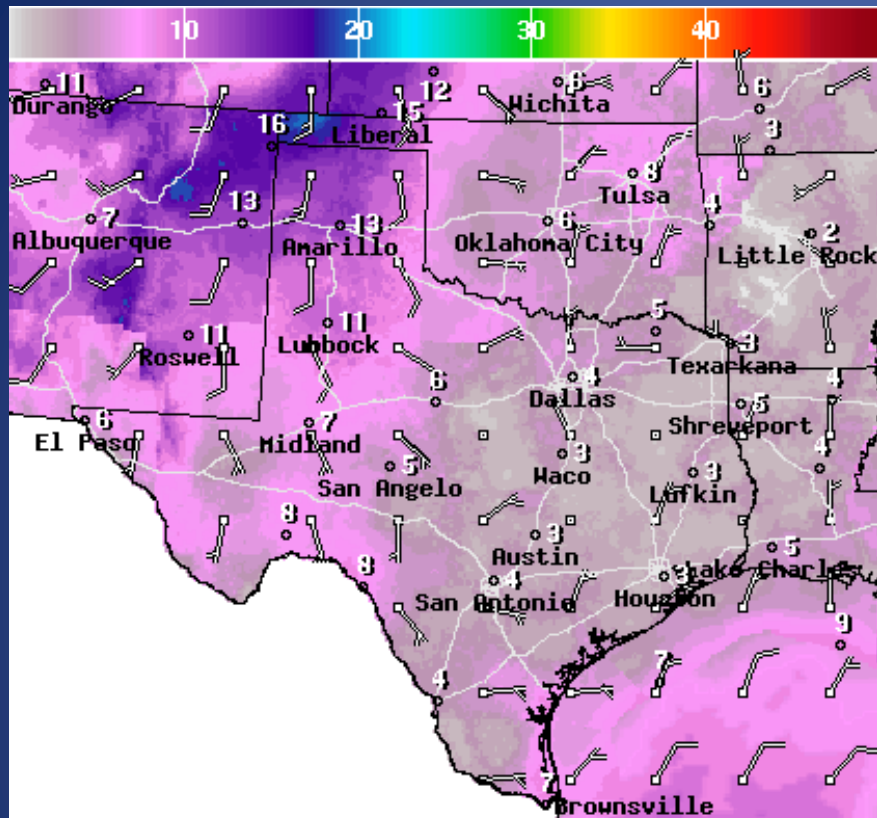 10 20 30 40
11 12 6 6
Durango Wichita
15
16 Liberal 3
8
Tulsa
7 13 13 6 4 2
Albuquerque Amarillo Oklahoma City Little Rock
11 11 5
Roswell Lubbock 3
Texarkana
6 4 4
Dallas
6 7 5
El Paso Midland Shreveport
5 3 3 4
San Angelo Waco Lufkin
8 3 5
Austin Lake Charles
8 4 3
San Antonio Houston
9
7
4
7
Brownsville